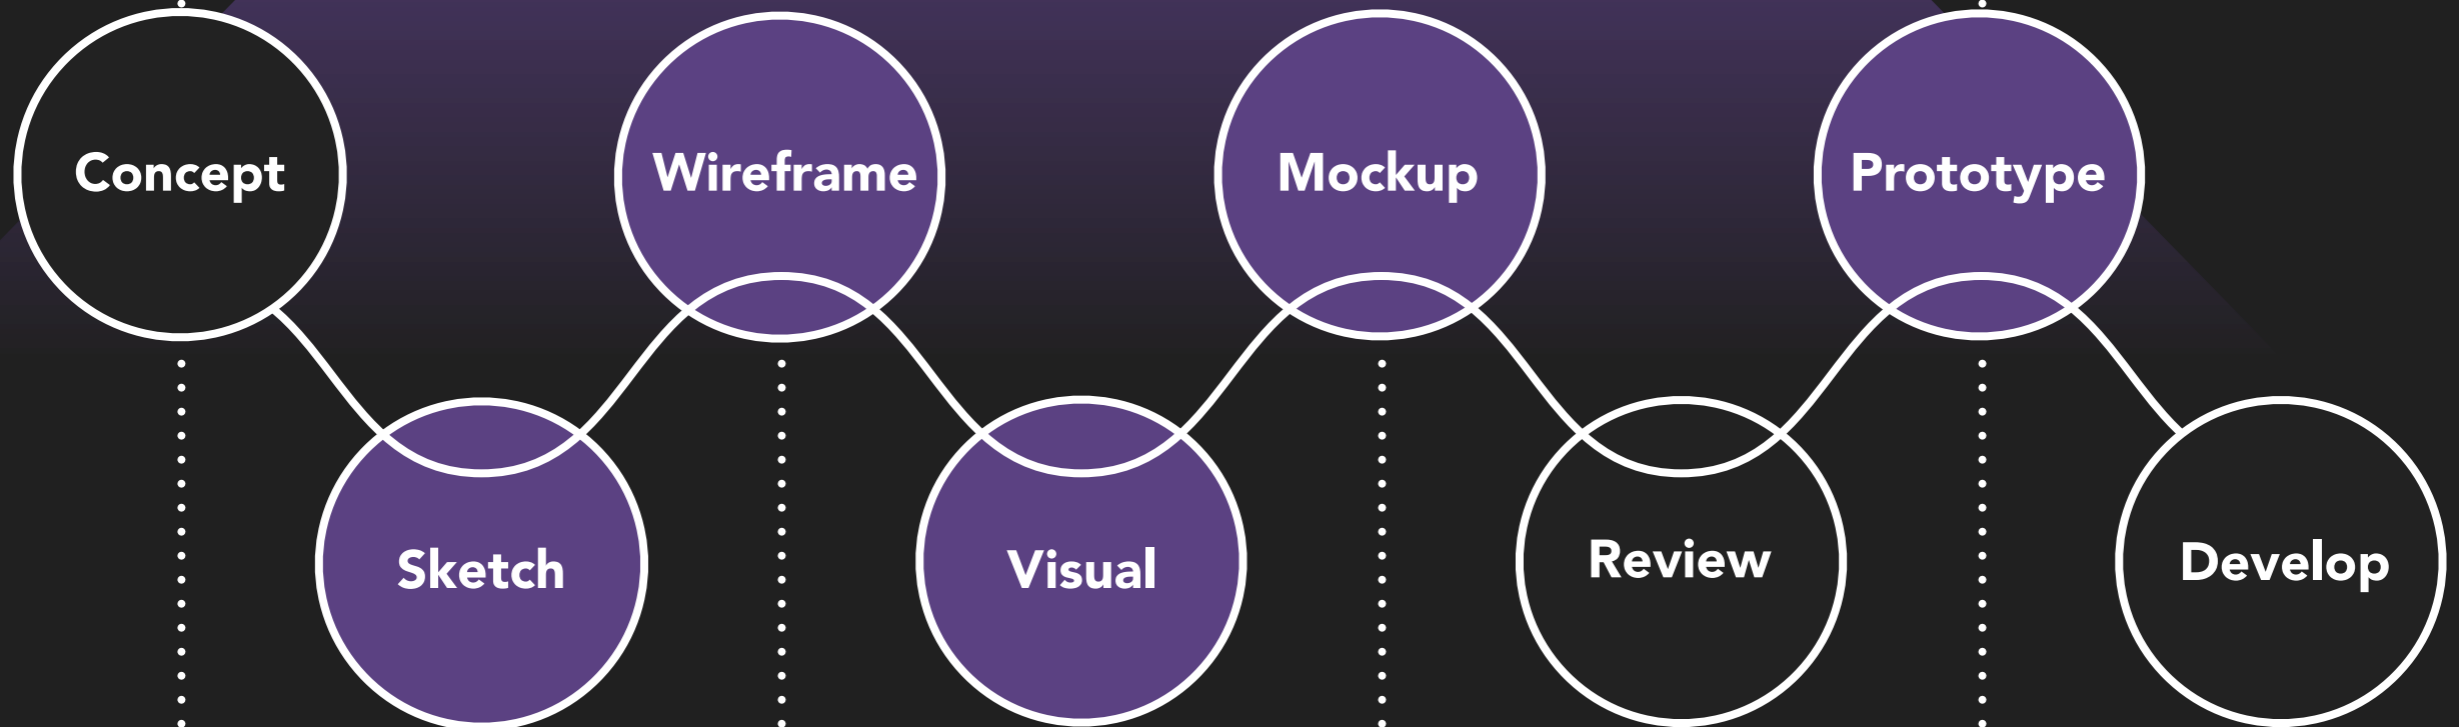 Concept
Sketch
Wireframe
Visual
Mockup
Review
Prototype
Develop